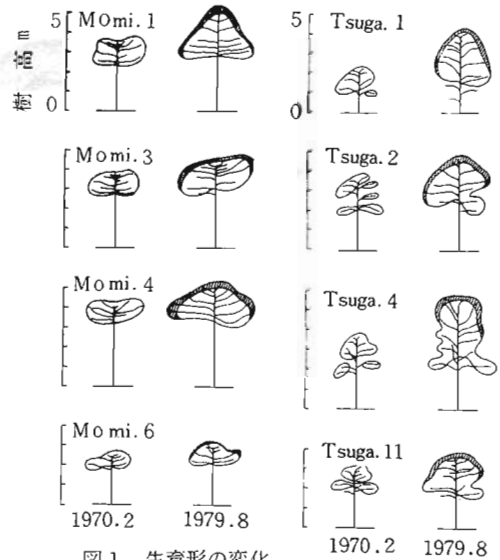 樹高 m
5
0
Momi.1
5
0
Tsuga.1
Momi.3
Tsuga.2
Momi.4
Tsuga.4
Momi.6
Tsuga.11
1970.2 1979.8
1970.2 1979.8
図1 生育形の変化